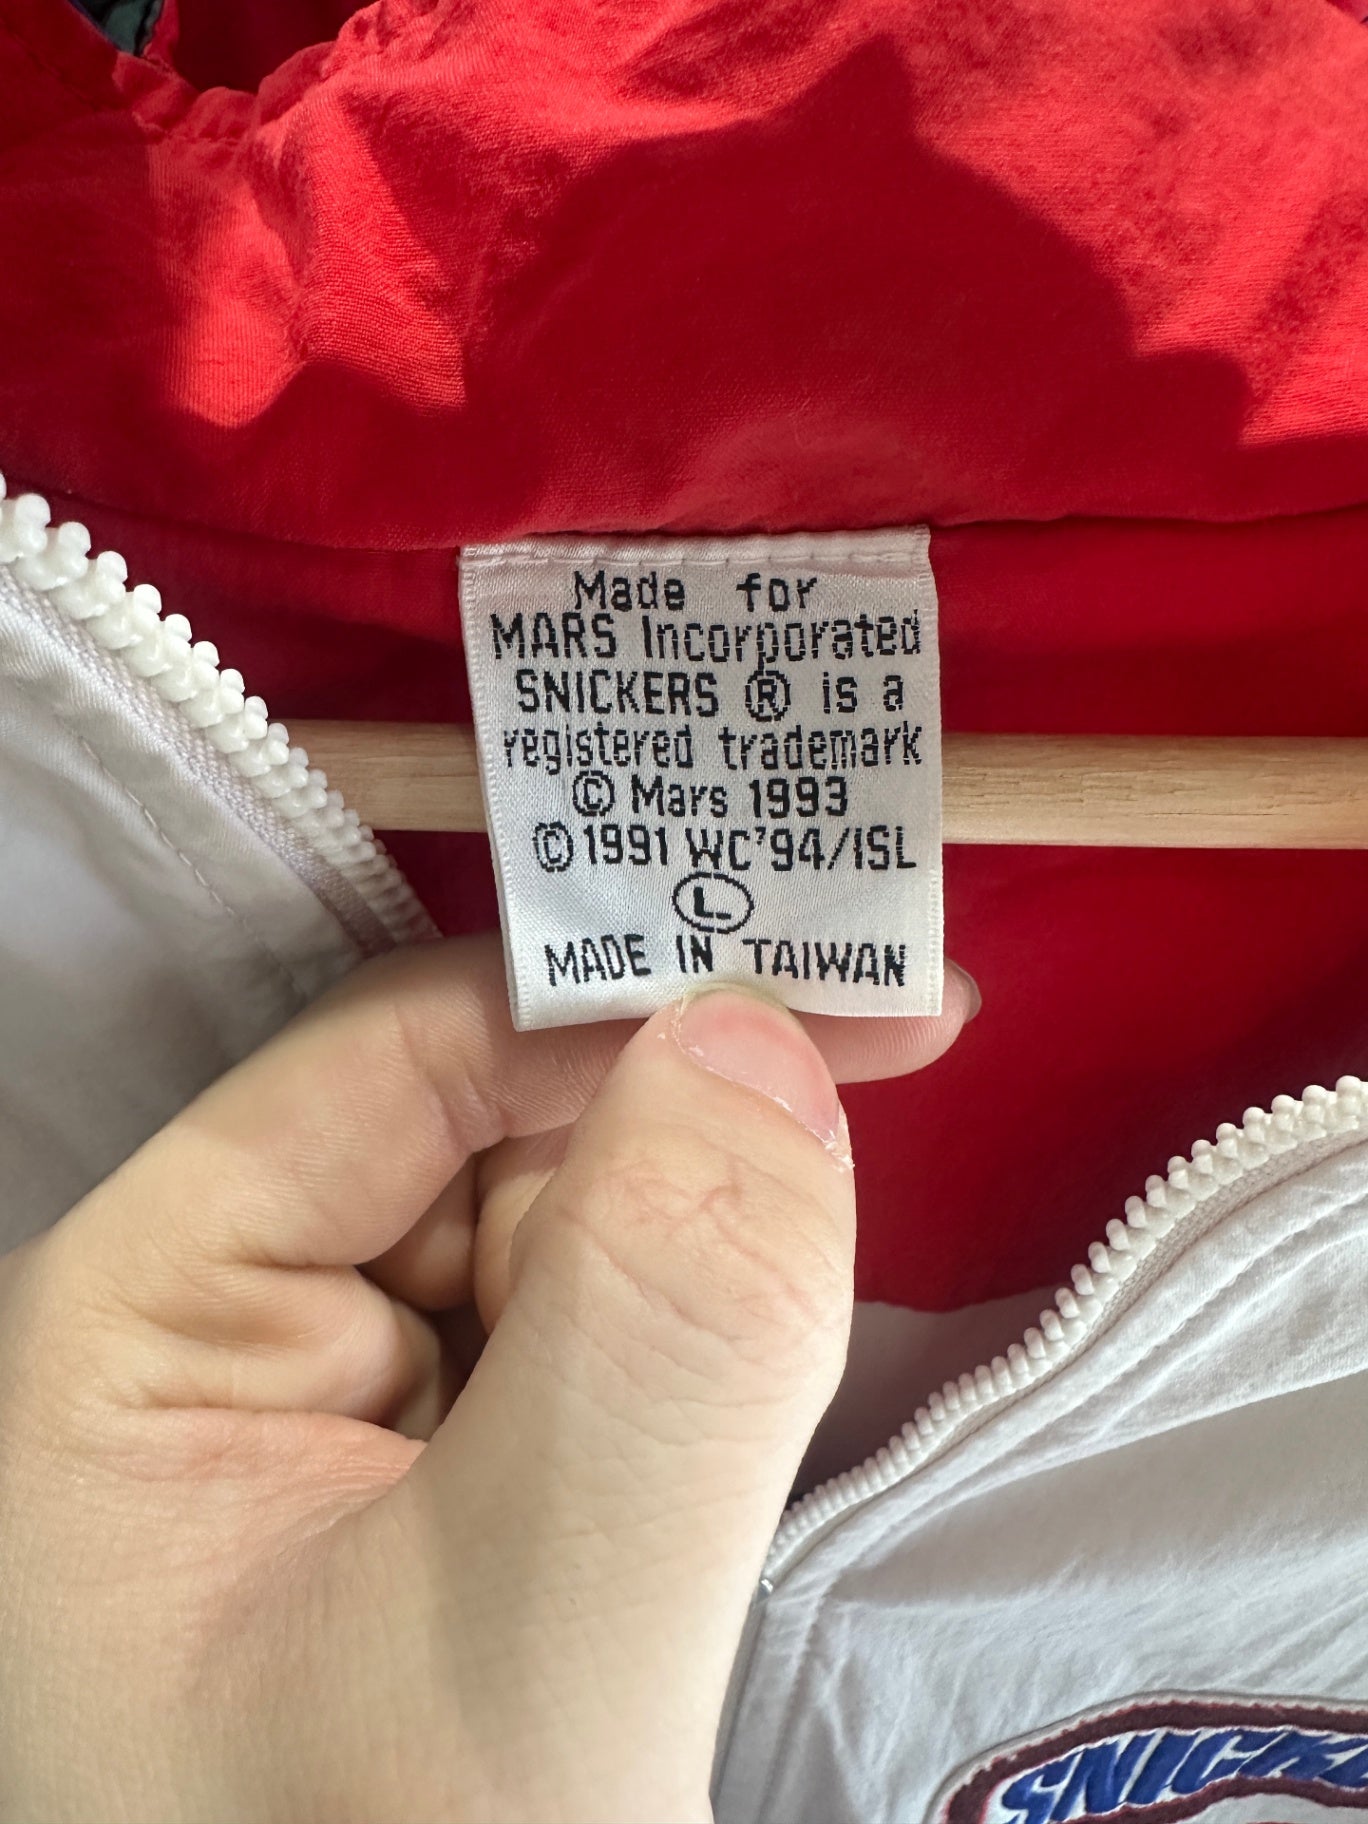 Made for
MARS Incorporated
SNICKERS ® is a
registered trademark
© Mars 1993
© 1991 WC'94/ISL
L
MADE IN TAIWAN